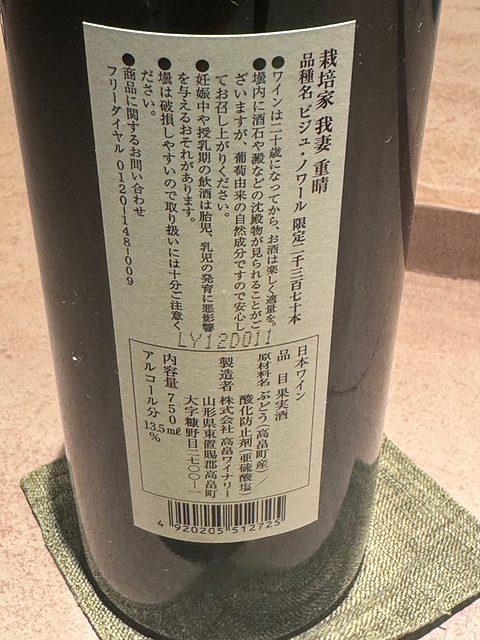 栽培家 我妻 重晴
品種名 ビジュ・ノワール 限定二千三百七十本
●ワインは二十歳になってから、お酒は楽しく適量を。
●壜内に酒石や澱などの沈殿物が見られることがご
ざいますが、葡萄由来の自然成分ですので安心し
てお召し上がりください。
●妊娠中や授乳期の飲酒は胎児、乳児の発育に悪影響
を与えるおそれがあります。
●壜は破損しやすいので取り扱いには十分ご注意く
ださい。
●商品に関するお問い合わせ
フリーダイヤル 0120-148-009
LY12D011
日本ワイン
品 目 果実酒
原材料名 ぶどう(高畠町産)/
酸化防止剤(亜硫酸塩)
製造者 株式会社 高畠ワイナリー
山形県東置賜郡高畠町
大字糠野目二七〇〇-一
内容量 750㎖
アルコール分 13.5%
4 920205 512725